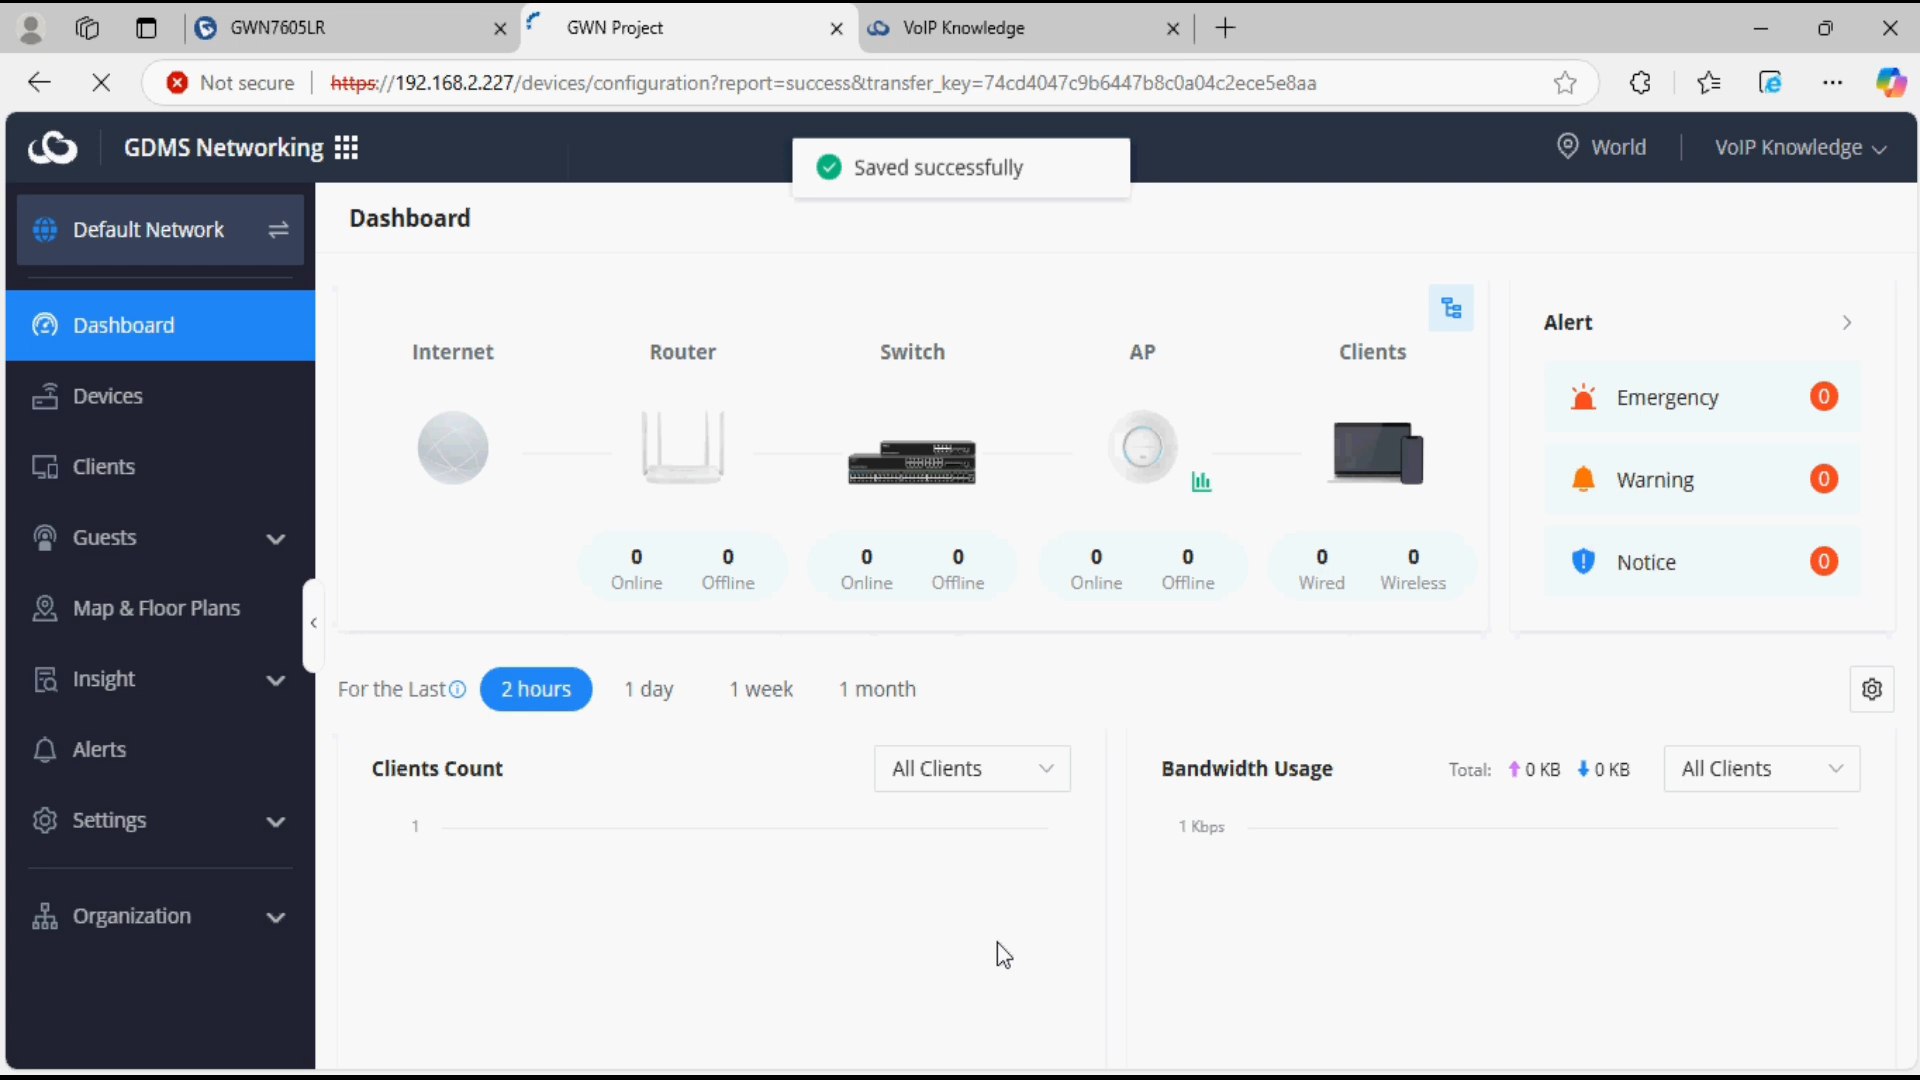 GWN7605LR
GWN Project
VoIP Knowledge
Not secure
https://192.168.2.227/devices/configuration?report=success&transfer_key=74cd4047c9b6447b8c0a04c2ece5e8aa
GDMS Networking
Saved successfully
World
VoIP Knowledge
Default Network
Dashboard
Devices
Clients
Guests
Map & Floor Plans
Insight
Alerts
Settings
Organization
Dashboard
Internet
Router
Switch
AP
Clients
0 0 0 0 0 0 0 0
Online Offline Online Offline Online Offline Wired Wireless
Alert
Emergency 0
Warning 0
Notice 0
For the Last 2 hours 1 day 1 week 1 month
Clients Count
All Clients
1
Bandwidth Usage
Total: 0 KB 0 KB
All Clients
1 Kbps